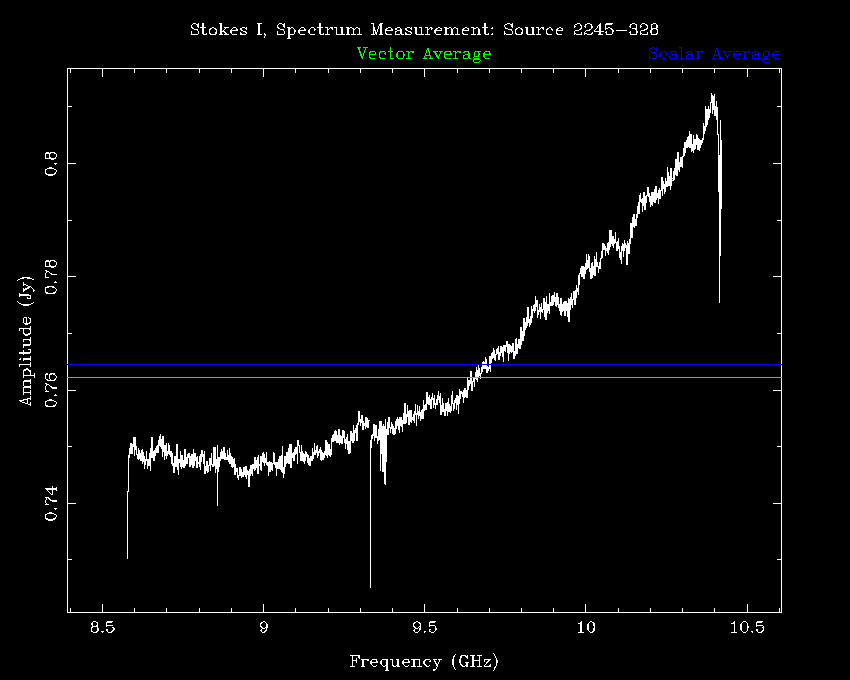 Stokes I, Spectrum Measurement: Source 2245−328
Vector Average Scalar Average
0.8
0.78
0.76
0.74
Amplitude (Jy)
8.5 9 9.5 10 10.5
Frequency (GHz)